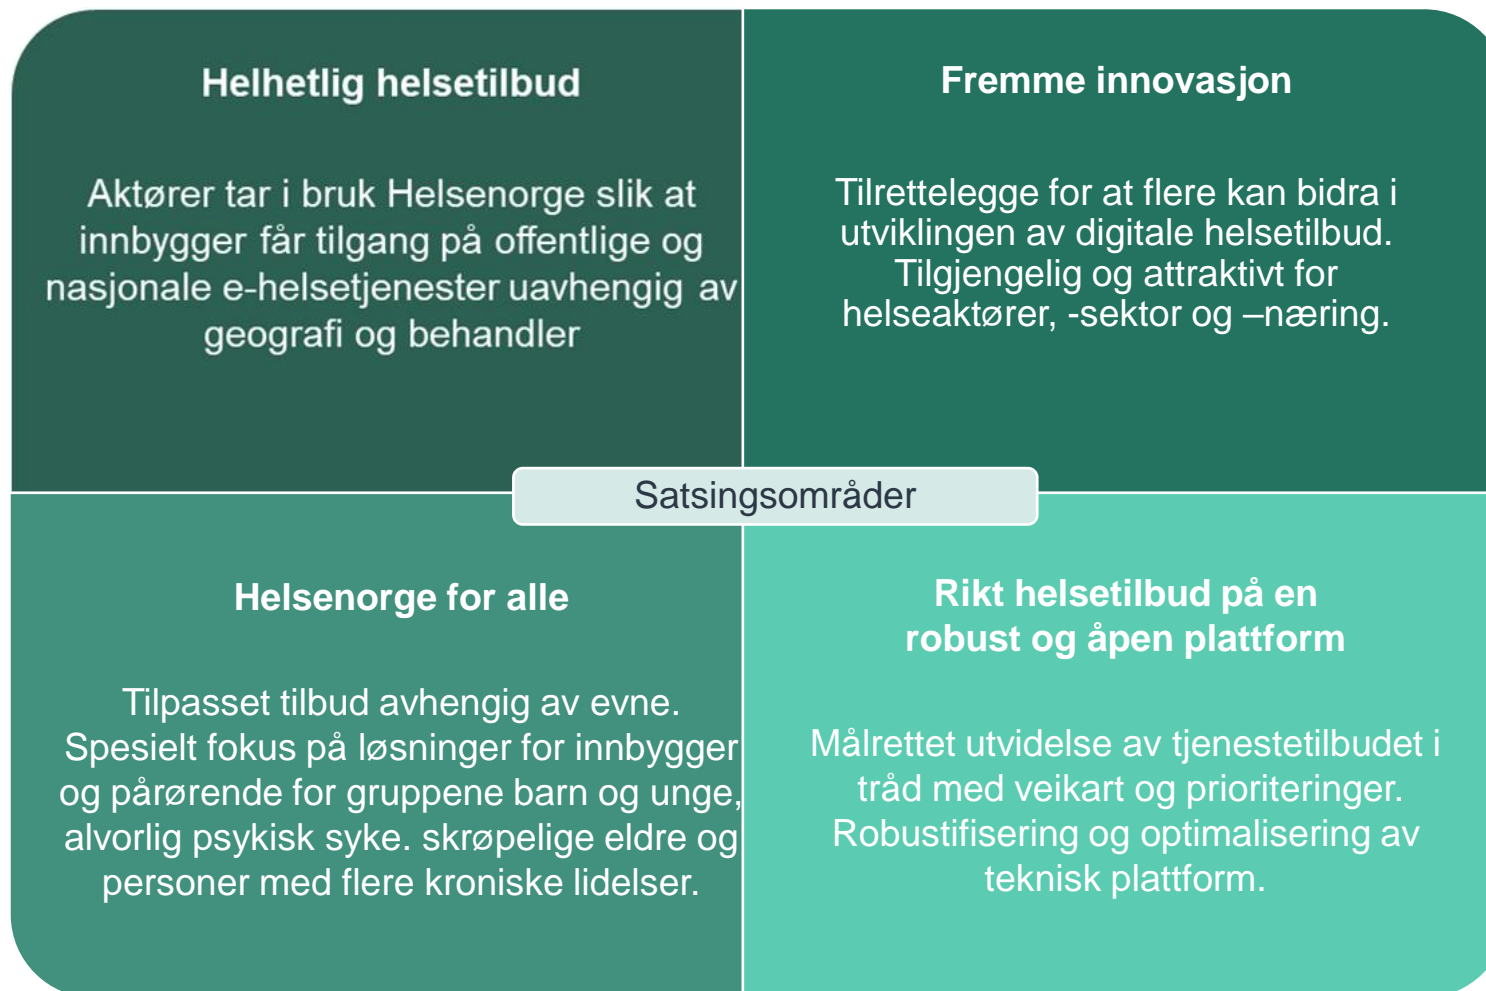 Helhetlig helsetilbud
Aktører tar i bruk Helsenorge slik at
innbygger får tilgang på offentlige og
nasjonale e-helsetjenester uavhengig av
geografi og behandler
Fremme innovasjon
Tilrettelegge for at flere kan bidra i
utviklingen av digitale helsetilbud.
Tilgjengelig og attraktivt for
helseaktører, -sektor og –næring.
Satsingsområder
Helsenorge for alle
Tilpasset tilbud avhengig av evne.
Spesielt fokus på løsninger for innbygger
og pårørende for gruppene barn og unge,
alvorlig psykisk syke. skrøpelige eldre og
personer med flere kroniske lidelser.
Rikt helsetilbud på en
robust og åpen plattform
Målrettet utvidelse av tjenestetilbudet i
tråd med veikart og prioriteringer.
Robustifisering og optimalisering av
teknisk plattform.